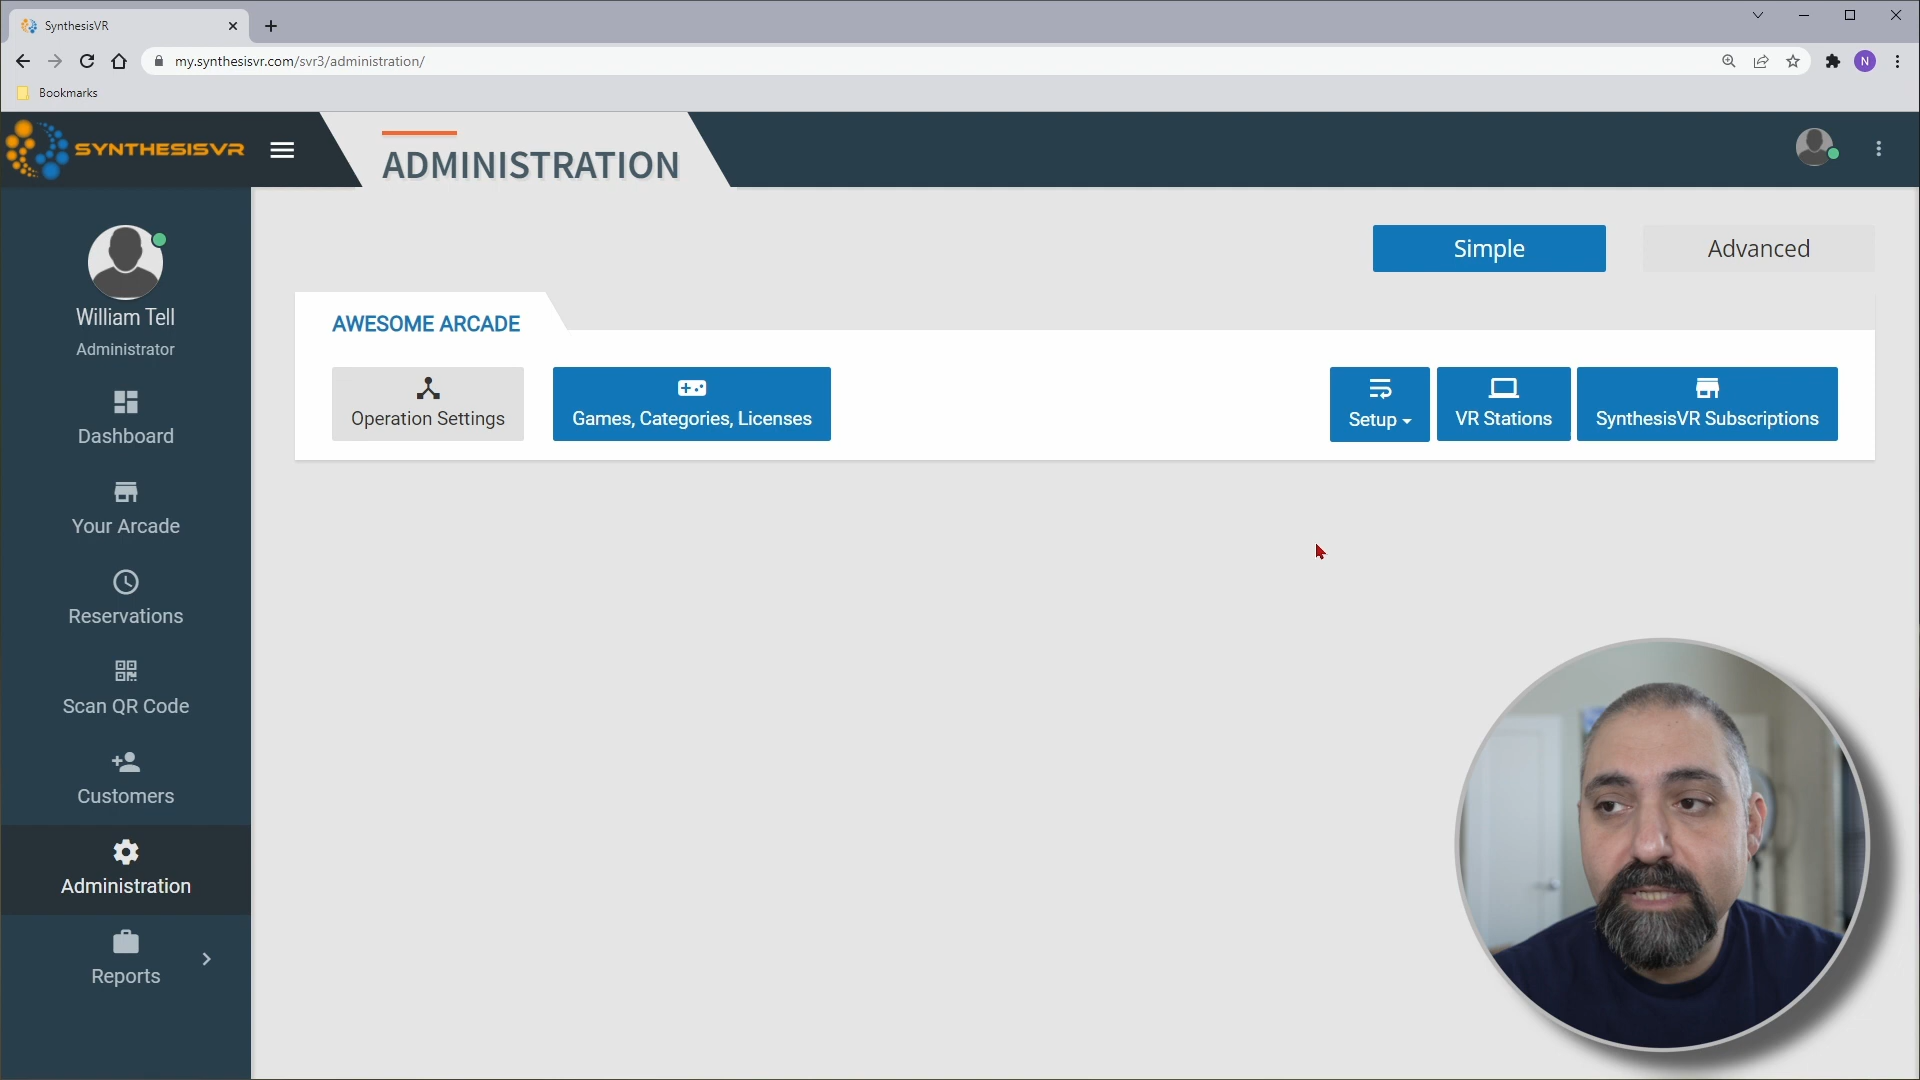 SynthesisVR
my.synthesisvr.com/svr3/administration/
N
Bookmarks
SYNTHESISVR
ADMINISTRATION
William Tell
Administrator
Dashboard
Your Arcade
Reservations
Scan QR Code
Customers
Administration
Reports
Simple
Advanced
AWESOME ARCADE
Operation Settings
Games, Categories, Licenses
Setup
VR Stations
SynthesisVR Subscriptions